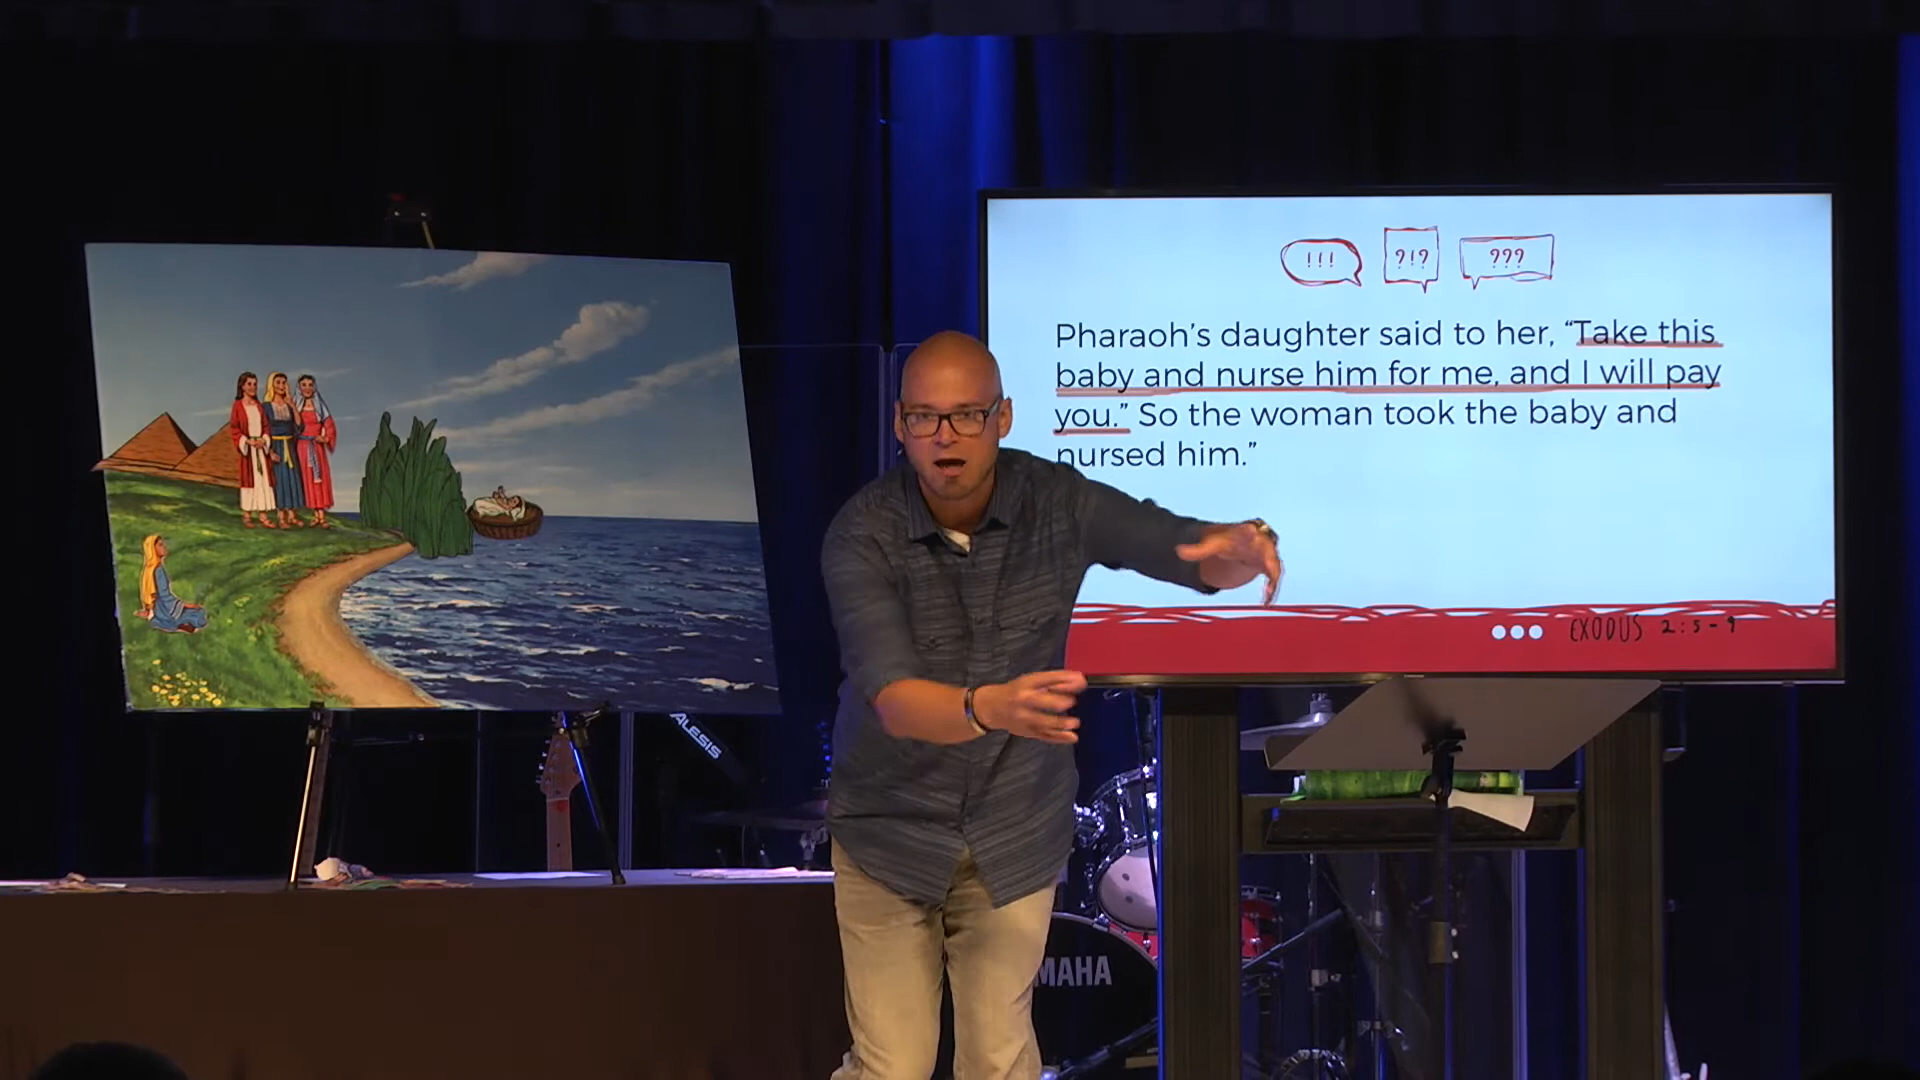 !!! ?!? ???
Pharaoh’s daughter said to her, “Take this
baby and nurse him for me, and I will pay
you.” So the woman took the baby and
nursed him.”
EXODUS 2:5-9
ALESIS
MAHA